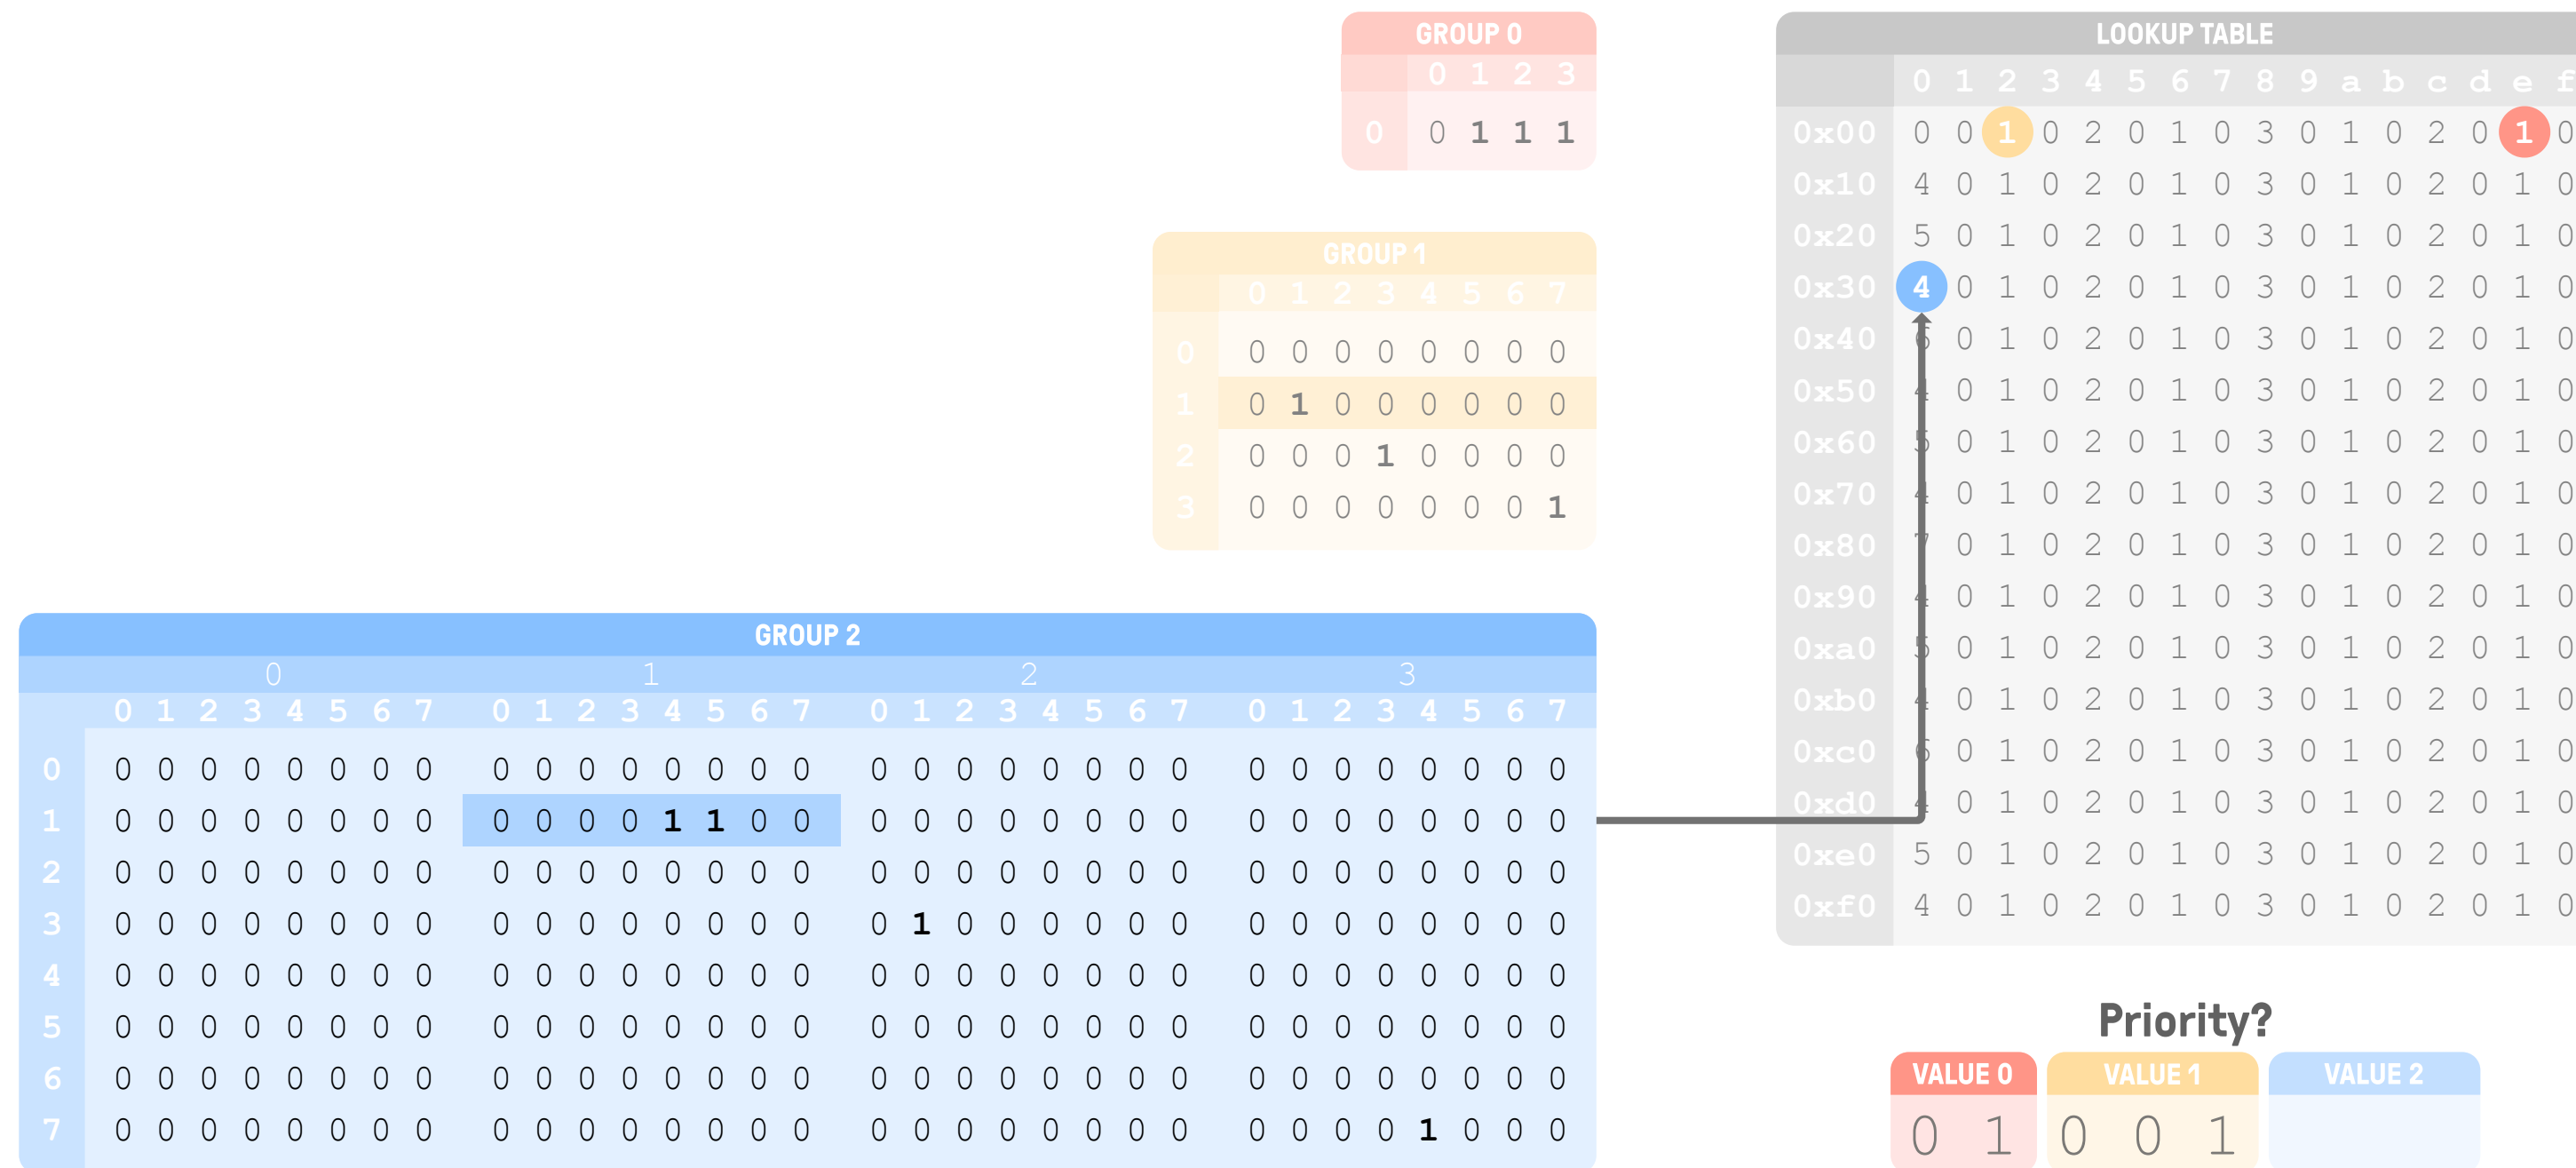 GROUP 0
0 1 2 3
0 0 1 1 1
GROUP 1
0 1 2 3 4 5 6 7
0 0 0 0 0 0 0 0 0
1 0 1 0 0 0 0 0 0
2 0 0 0 1 0 0 0 0
3 0 0 0 0 0 0 0 1
GROUP 2
0 1 2 3
0 1 2 3 4 5 6 7 0 1 2 3 4 5 6 7 0 1 2 3 4 5 6 7 0 1 2 3 4 5 6 7
0 0 0 0 0 0 0 0 0 0 0 0 0 0 0 0 0 0 0 0 0 0 0 0 0 0 0 0 0 0 0 0 0
1 0 0 0 0 0 0 0 0 0 0 0 0 1 1 0 0 0 0 0 0 0 0 0 0 0 0 0 0 0 0 0 0
2 0 0 0 0 0 0 0 0 0 0 0 0 0 0 0 0 0 0 0 0 0 0 0 0 0 0 0 0 0 0 0 0
3 0 0 0 0 0 0 0 0 0 0 0 0 0 0 0 0 0 1 0 0 0 0 0 0 0 0 0 0 0 0 0 0
4 0 0 0 0 0 0 0 0 0 0 0 0 0 0 0 0 0 0 0 0 0 0 0 0 0 0 0 0 0 0 0 0
5 0 0 0 0 0 0 0 0 0 0 0 0 0 0 0 0 0 0 0 0 0 0 0 0 0 0 0 0 0 0 0 0
6 0 0 0 0 0 0 0 0 0 0 0 0 0 0 0 0 0 0 0 0 0 0 0 0 0 0 0 0 0 0 0 0
7 0 0 0 0 0 0 0 0 0 0 0 0 0 0 0 0 0 0 0 0 0 0 0 0 0 0 0 0 1 0 0 0
LOOKUP TABLE
0 1 2 3 4 5 6 7 8 9 a b c d e f
0x00 0 0 1 0 2 0 1 0 3 0 1 0 2 0 1 0
0x10 4 0 1 0 2 0 1 0 3 0 1 0 2 0 1 0
0x20 5 0 1 0 2 0 1 0 3 0 1 0 2 0 1 0
0x30 4 0 1 0 2 0 1 0 3 0 1 0 2 0 1 0
0x40 6 0 1 0 2 0 1 0 3 0 1 0 2 0 1 0
0x50 4 0 1 0 2 0 1 0 3 0 1 0 2 0 1 0
0x60 5 0 1 0 2 0 1 0 3 0 1 0 2 0 1 0
0x70 4 0 1 0 2 0 1 0 3 0 1 0 2 0 1 0
0x80 7 0 1 0 2 0 1 0 3 0 1 0 2 0 1 0
0x90 4 0 1 0 2 0 1 0 3 0 1 0 2 0 1 0
0xa0 5 0 1 0 2 0 1 0 3 0 1 0 2 0 1 0
0xb0 4 0 1 0 2 0 1 0 3 0 1 0 2 0 1 0
0xc0 6 0 1 0 2 0 1 0 3 0 1 0 2 0 1 0
0xd0 4 0 1 0 2 0 1 0 3 0 1 0 2 0 1 0
0xe0 5 0 1 0 2 0 1 0 3 0 1 0 2 0 1 0
0xf0 4 0 1 0 2 0 1 0 3 0 1 0 2 0 1 0
Priority?
VALUE 0 VALUE 1 VALUE 2
0 1 0 0 1